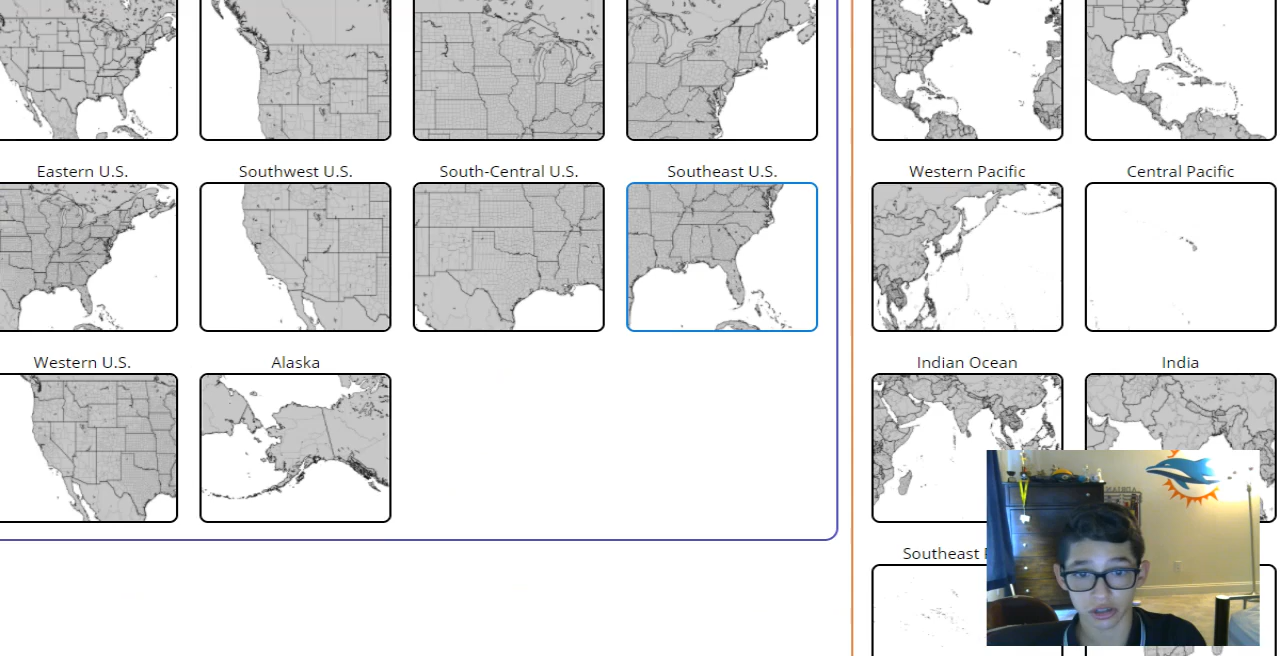 Eastern U.S. Southwest U.S. South-Central U.S. Southeast U.S. Western Pacific Central Pacific
Western U.S. Alaska Indian Ocean India
Southeast